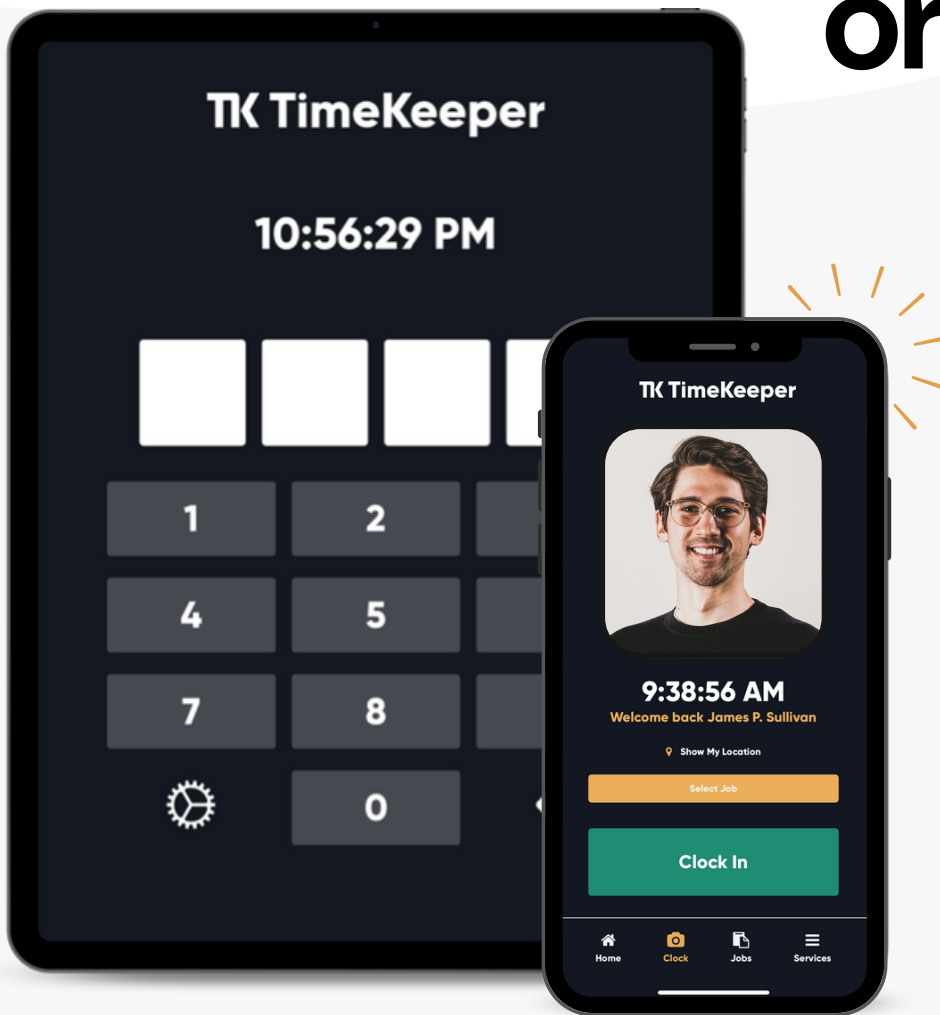 or
TK TimeKeeper
10:56:29 PM
1 2
4 5
7 8
0
TK TimeKeeper
9:38:56 AM
Welcome back James P. Sullivan
Show My Location
Select Job
Clock In
Home Clock Jobs Services